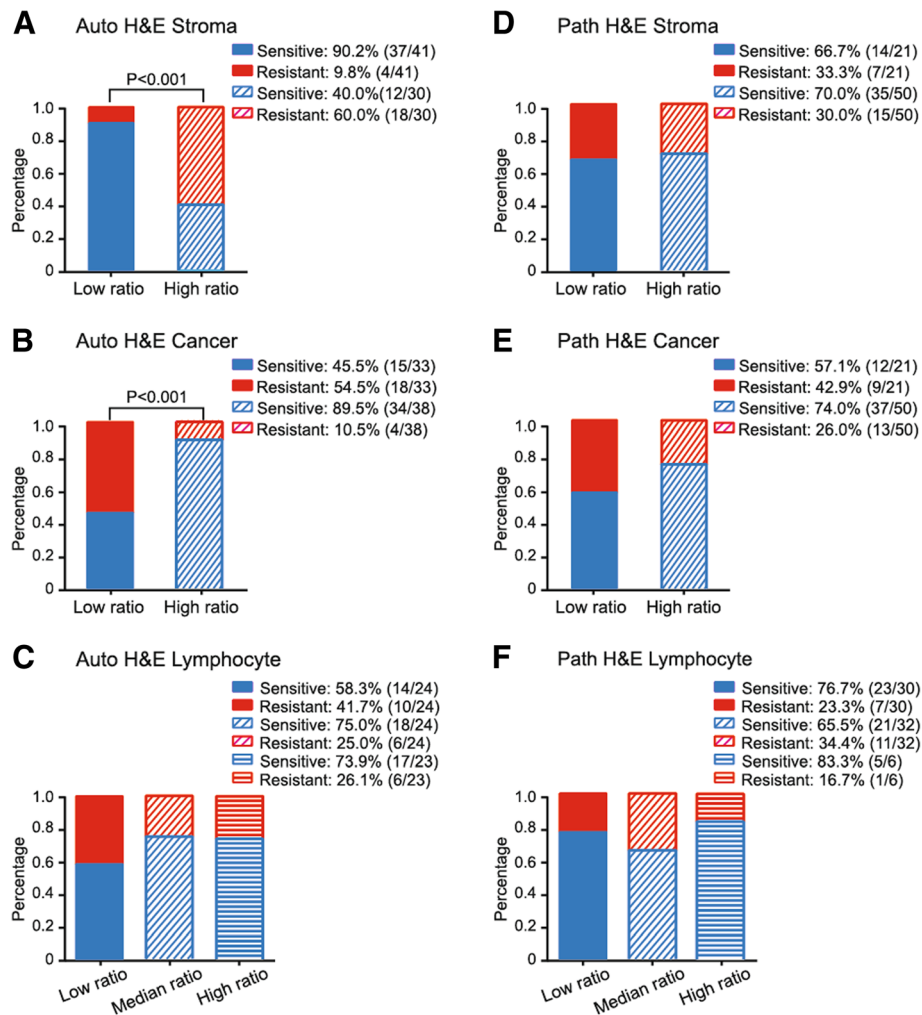 A Auto H&E Stroma
Sensitive: 90.2% (37/41)
Resistant: 9.8% (4/41)
Sensitive: 40.0%(12/30)
Resistant: 60.0% (18/30)
P<0.001
Percentage
1.0
0.8
0.6
0.4
0.2
0
Low ratio High ratio
B Auto H&E Cancer
Sensitive: 45.5% (15/33)
Resistant: 54.5% (18/33)
Sensitive: 89.5% (34/38)
Resistant: 10.5% (4/38)
P<0.001
Percentage
1.0
0.8
0.6
0.4
0.2
0
Low ratio High ratio
C Auto H&E Lymphocyte
Sensitive: 58.3% (14/24)
Resistant: 41.7% (10/24)
Sensitive: 75.0% (18/24)
Resistant: 25.0% (6/24)
Sensitive: 73.9% (17/23)
Resistant: 26.1% (6/23)
Percentage
1.0
0.8
0.6
0.4
0.2
0
Low ratio Median ratio High ratio
D Path H&E Stroma
Sensitive: 66.7% (14/21)
Resistant: 33.3% (7/21)
Sensitive: 70.0% (35/50)
Resistant: 30.0% (15/50)
Percentage
1.0
0.8
0.6
0.4
0.2
0
Low ratio High ratio
E Path H&E Cancer
Sensitive: 57.1% (12/21)
Resistant: 42.9% (9/21)
Sensitive: 74.0% (37/50)
Resistant: 26.0% (13/50)
Percentage
1.0
0.8
0.6
0.4
0.2
0
Low ratio High ratio
F Path H&E Lymphocyte
Sensitive: 76.7% (23/30)
Resistant: 23.3% (7/30)
Sensitive: 65.5% (21/32)
Resistant: 34.4% (11/32)
Sensitive: 83.3% (5/6)
Resistant: 16.7% (1/6)
Percentage
1.0
0.8
0.6
0.4
0.2
0
Low ratio Median ratio High ratio